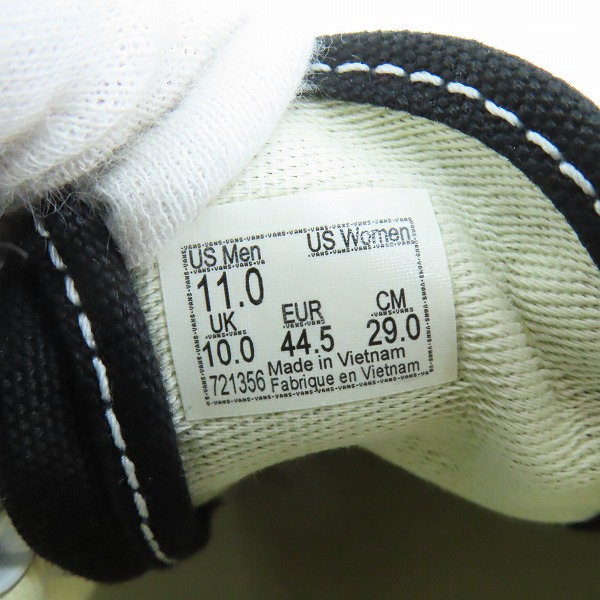 US Men US Women
11.0
UK EUR CM
10.0 44.5 29.0
Made in Vietnam
721356 Fabrique en Vietnam